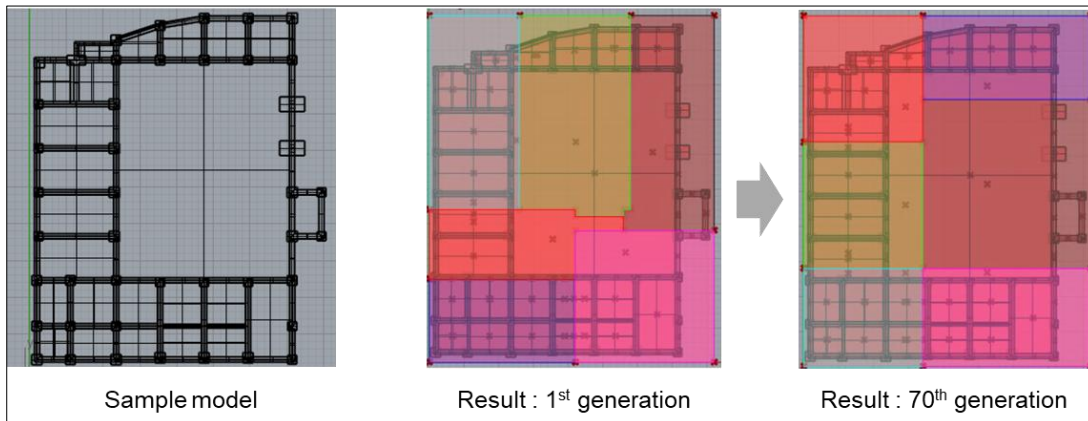 Sample model
Result : 1st generation
Result : 70th generation